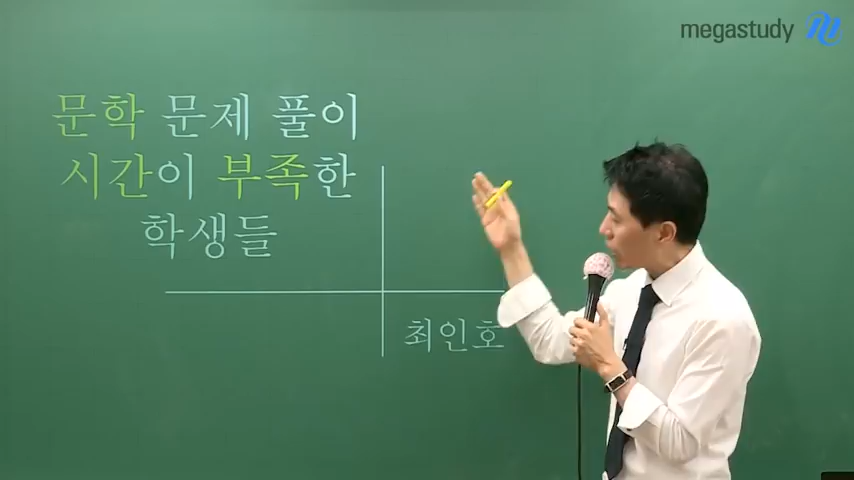 megastudy
문학 문제 풀이
시간이 부족한
학생들
최인호